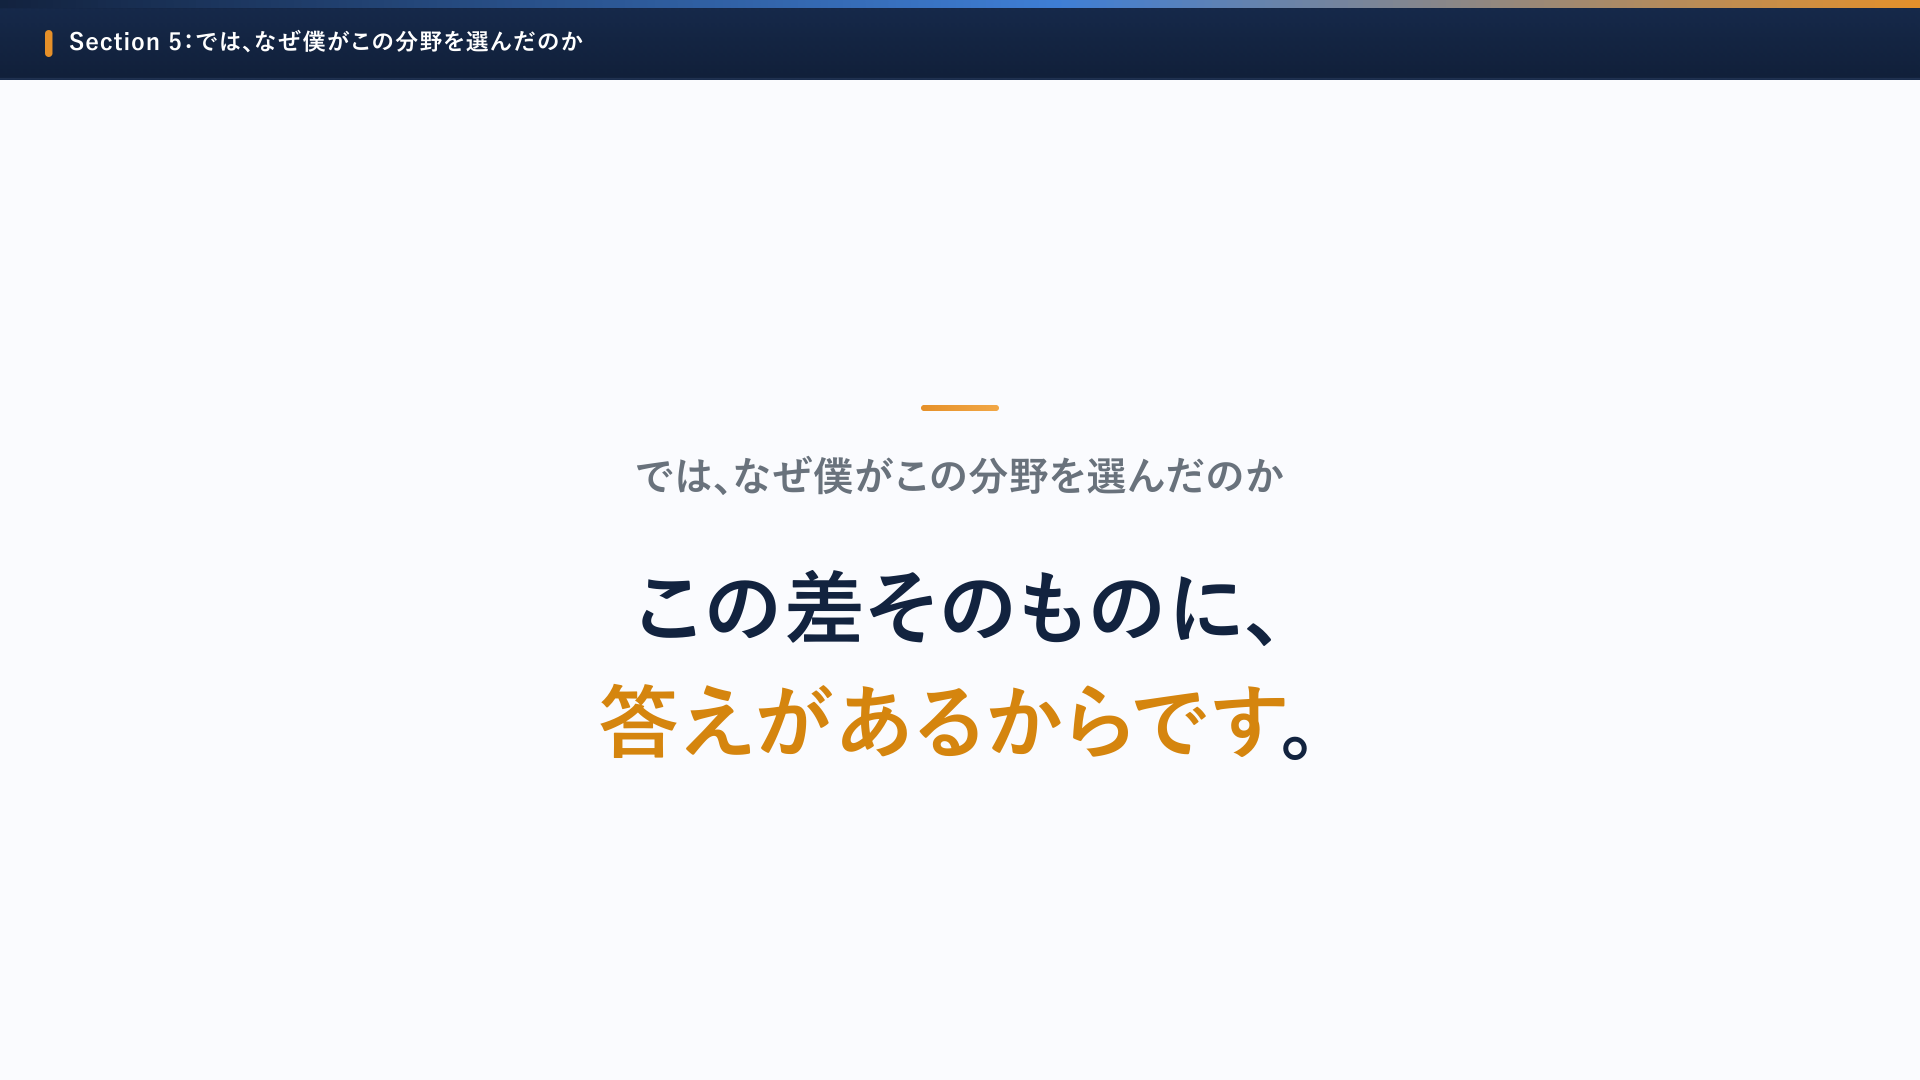 Section 5：では、なぜ僕がこの分野を選んだのか
では、なぜ僕がこの分野を選んだのか
この差そのものに、
答えがあるからです。